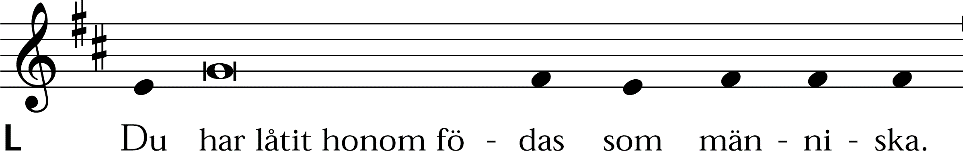 L Du har låtit honom fö - das som män - ni - ska.